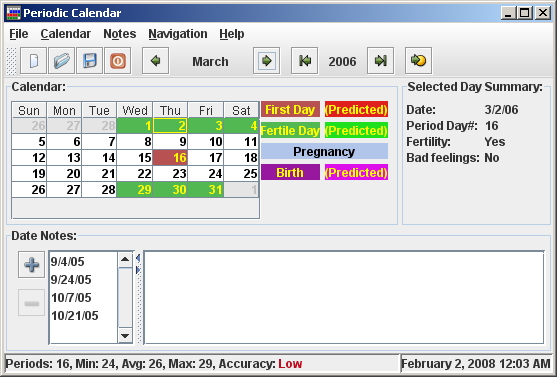 Periodic Calendar
File Calendar Notes Navigation Help
March 2006
Calendar:
Sun Mon Tue Wed Thu Fri Sat
26 27 28 1 2 3 4
5 6 7 8 9 10 11
12 13 14 15 16 17 18
19 20 21 22 23 24 25
26 27 28 29 30 31 1
First Day (Predicted)
Fertile Day (Predicted)
Pregnancy
Birth (Predicted)
Selected Day Summary:
Date: 3/2/06
Period Day#: 16
Fertility: Yes
Bad feelings: No
Date Notes:
9/4/05
9/24/05
10/7/05
10/21/05
Periods: 16, Min: 24, Avg: 26, Max: 29, Accuracy: Low
February 2, 2008 12:03 AM